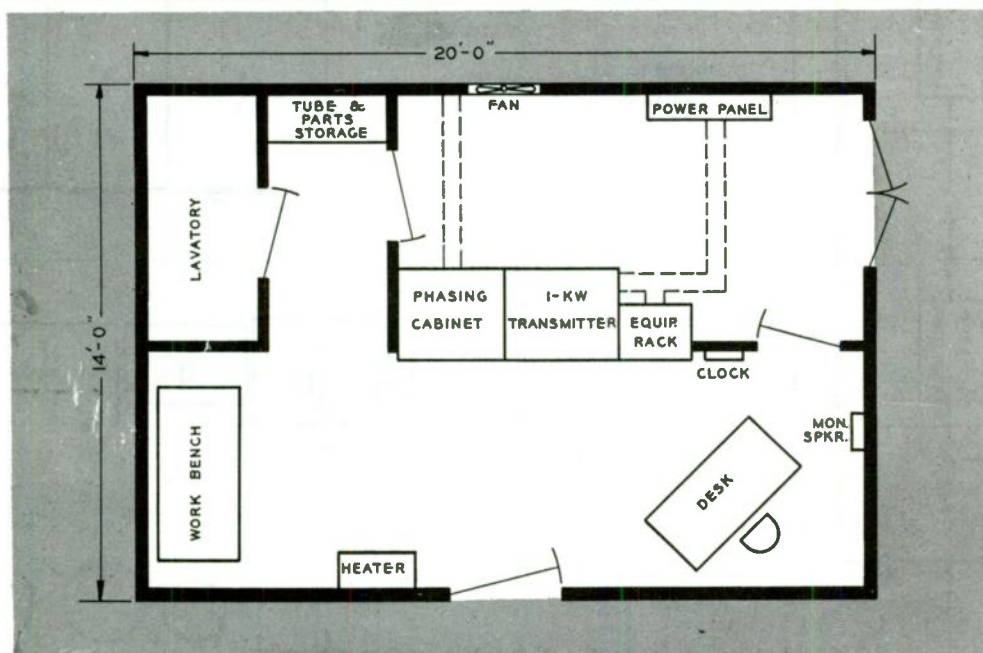 20'-0"
TUBE &
PARTS
STORAGE
FAN
POWER PANEL
LAVATORY
14'-0"
PHASING
CABINET
1-KW
TRANSMITTER
EQUIP.
RACK
CLOCK
MON.
SPKR.
WORK BENCH
DESK
HEATER